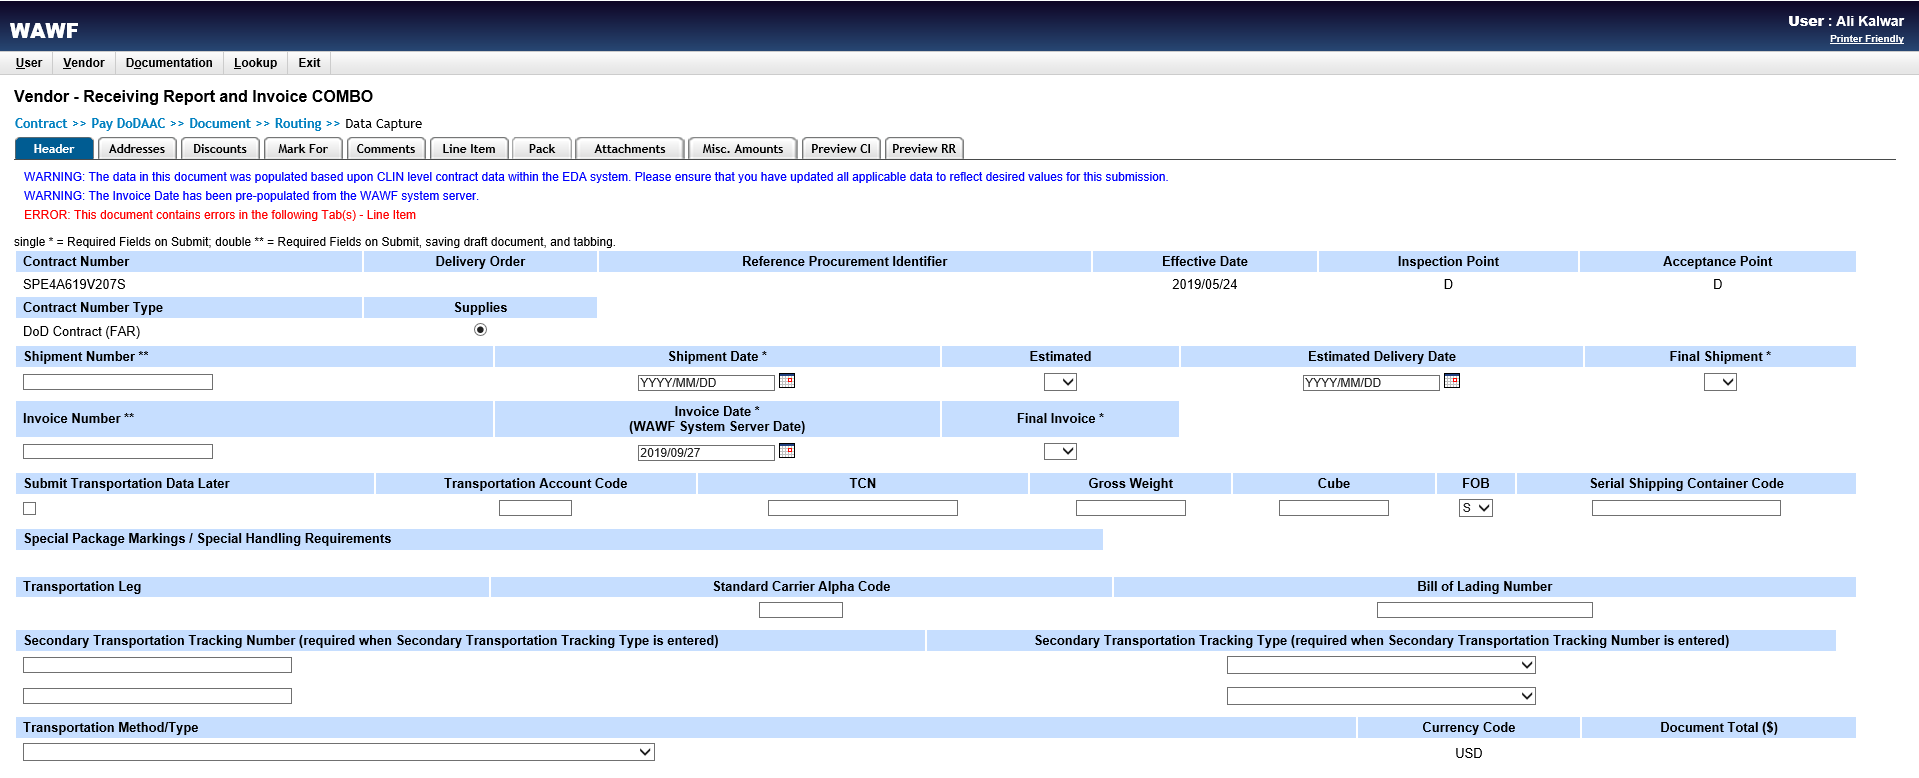 WAWF
User : Ali Kalwar
Printer Friendly
User Vendor Documentation Lookup Exit
Vendor - Receiving Report and Invoice COMBO
Contract >> Pay DoDAAC >> Document >> Routing >> Data Capture
Header Addresses Discounts Mark For Comments Line Item Pack Attachments Misc. Amounts Preview CI Preview RR
WARNING: The data in this document was populated based upon CLIN level contract data within the EDA system. Please ensure that you have updated all applicable data to reflect desired values for this submission.
WARNING: The Invoice Date has been pre-populated from the WAWF system server.
ERROR: This document contains errors in the following Tab(s) - Line Item
single * = Required Fields on Submit; double ** = Required Fields on Submit, saving draft document, and tabbing.
Contract Number Delivery Order Reference Procurement Identifier Effective Date Inspection Point Acceptance Point
SPE4A619V207S 2019/05/24 D D
Contract Number Type Supplies
DoD Contract (FAR)
Shipment Number ** Shipment Date * Estimated Estimated Delivery Date Final Shipment *
YYYY/MM/DD YYYY/MM/DD
Invoice Number ** Invoice Date * Final Invoice *
(WAWF System Server Date)
2019/09/27
Submit Transportation Data Later Transportation Account Code TCN Gross Weight Cube FOB Serial Shipping Container Code
S
Special Package Markings / Special Handling Requirements
Transportation Leg Standard Carrier Alpha Code Bill of Lading Number
Secondary Transportation Tracking Number (required when Secondary Transportation Tracking Type is entered) Secondary Transportation Tracking Type (required when Secondary Transportation Tracking Number is entered)
Transportation Method/Type Currency Code Document Total ($)
USD